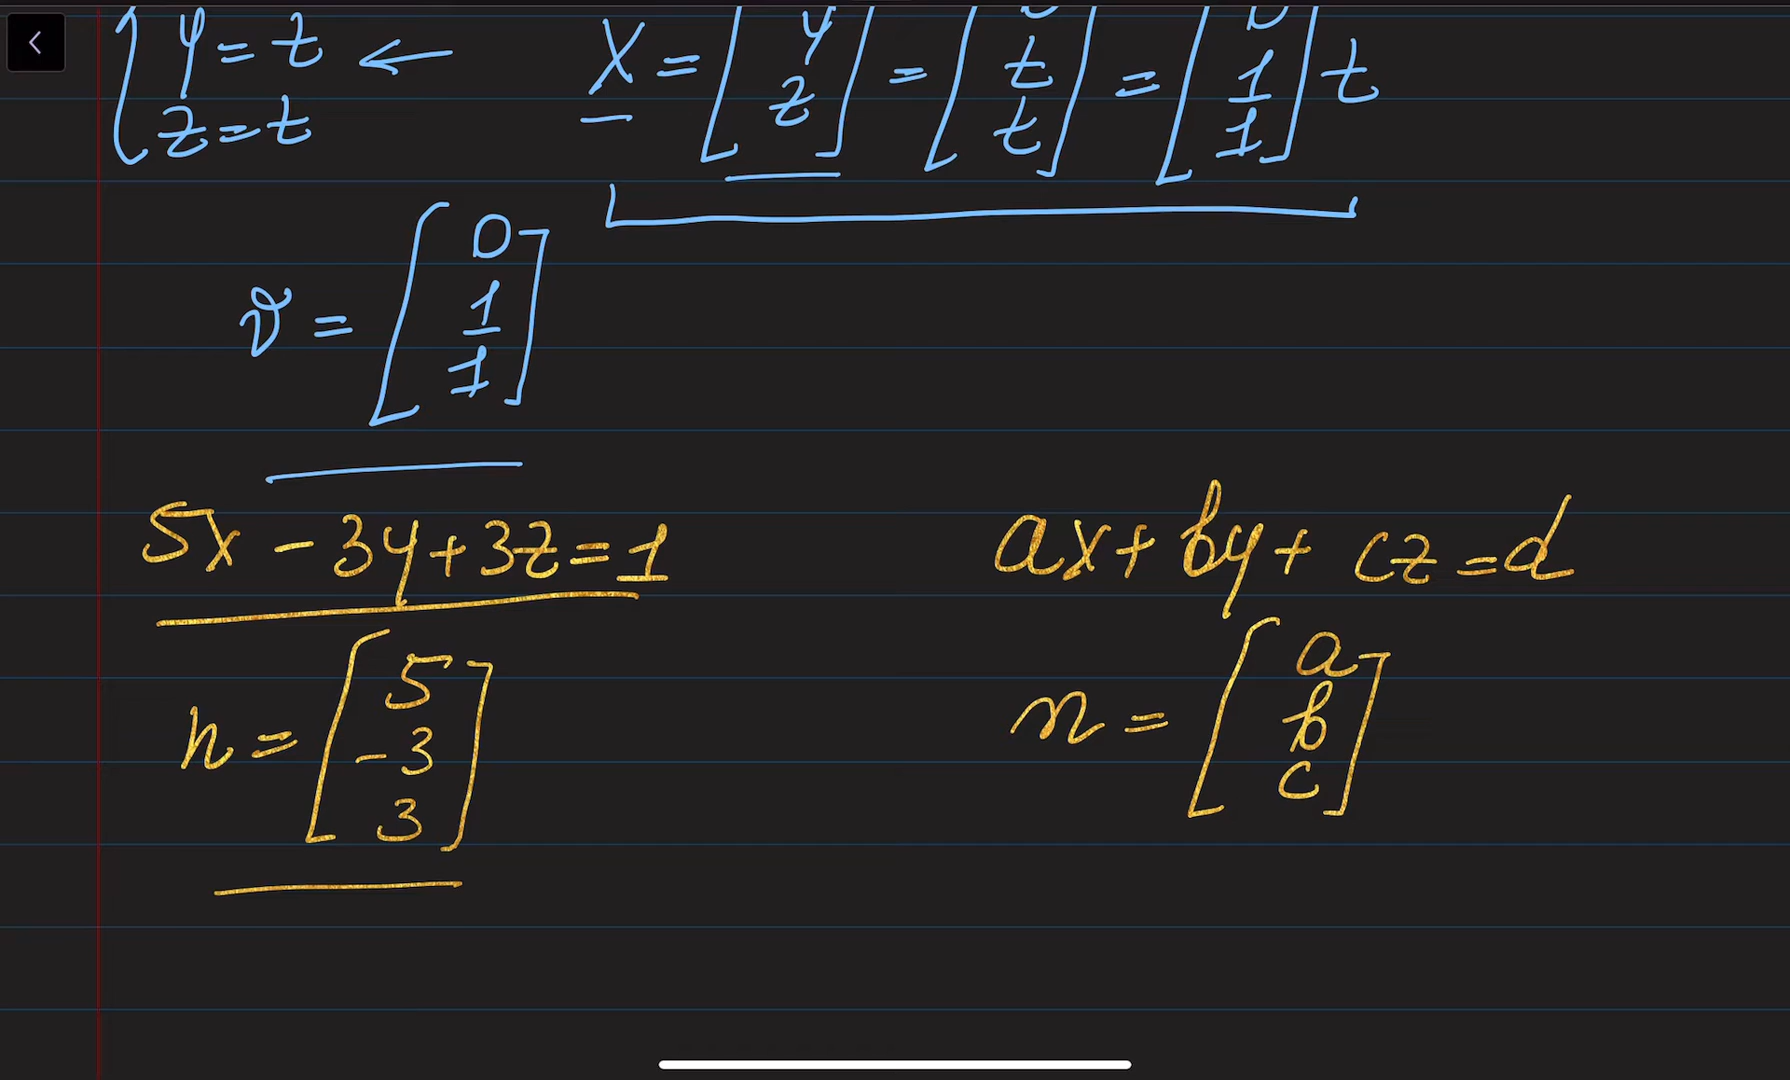 y = t ← X = [ y z ] = [ t t ] = [ 1 1 ] t
z = t
v = [ 0 1 1 ]
5x - 3y + 3z = 1
ax + by + cz = d
n = [ 5 -3 3 ]
n = [ a b c ]